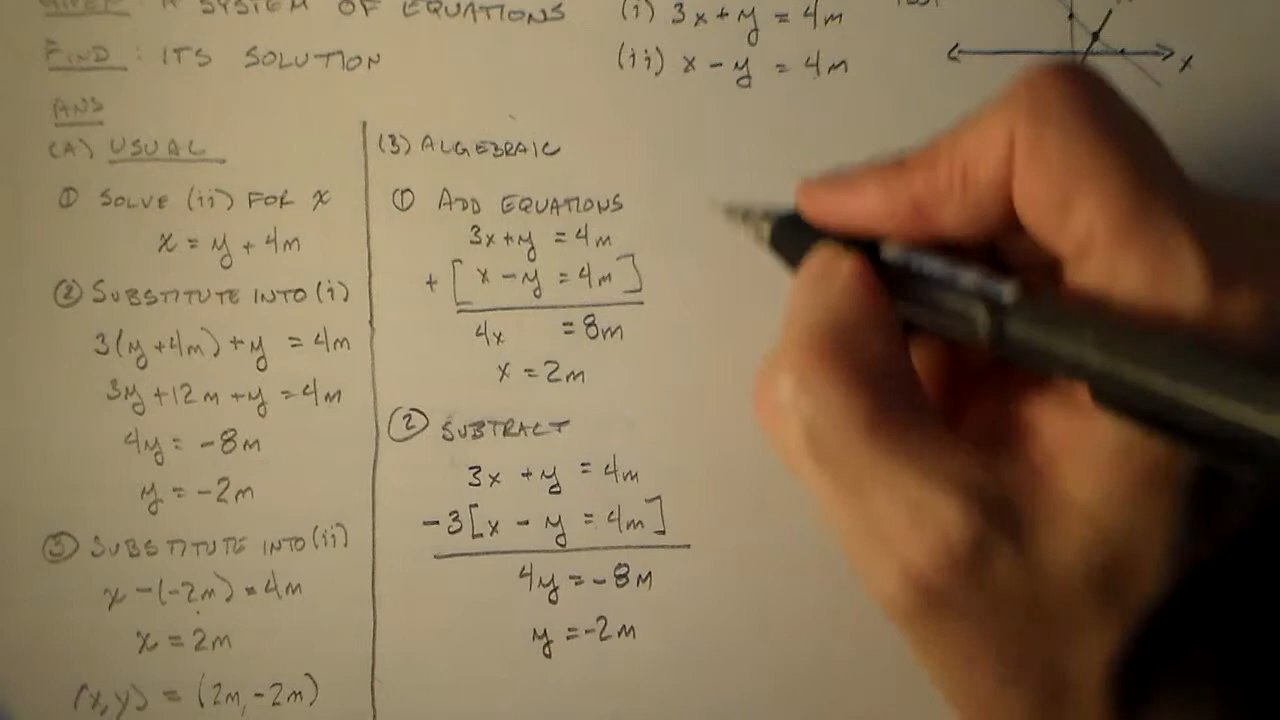 GIVEN: A SYSTEM OF EQUATIONS
(i) 3x+y = 4m
(ii) x - y = 4m
x
FIND: ITS SOLUTION
ANS
(A) USUAL
① SOLVE (ii) FOR x
x = y + 4m
② SUBSTITUTE INTO (i)
3(y+4m) + y = 4m
3y + 12m + y = 4m
4y = -8m
y = -2m
③ SUBSTITUTE INTO (ii)
x - (-2m) = 4m
x = 2m
(x,y) = (2m, -2m)
(B) ALGEBRAIC
① ADD EQUATIONS
3x+y = 4m
+ [x - y = 4m]
4x = 8m
x = 2m
② SUBTRACT
3x + y = 4m
-3[x - y = 4m]
4y = -8m
y = -2m